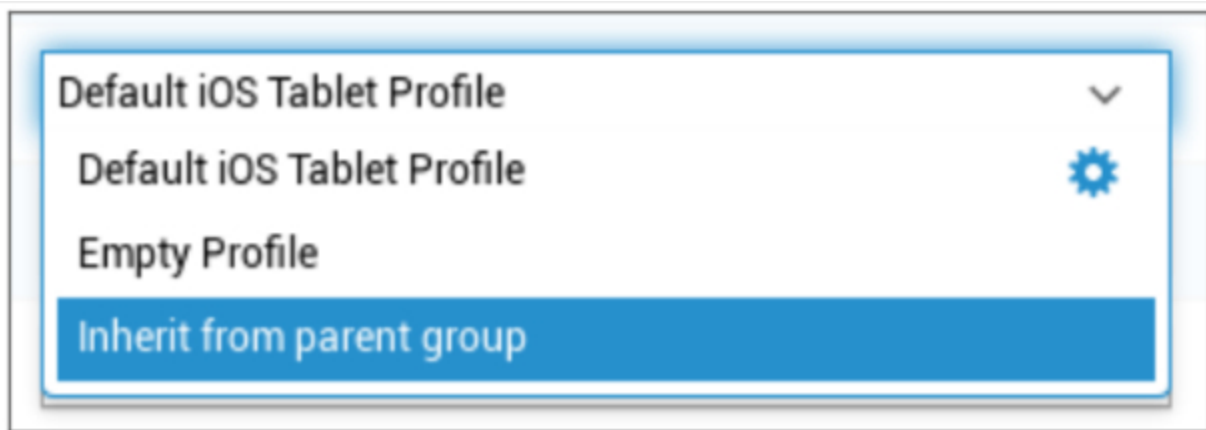 Default iOS Tablet Profile
Default iOS Tablet Profile
Empty Profile
Inherit from parent group